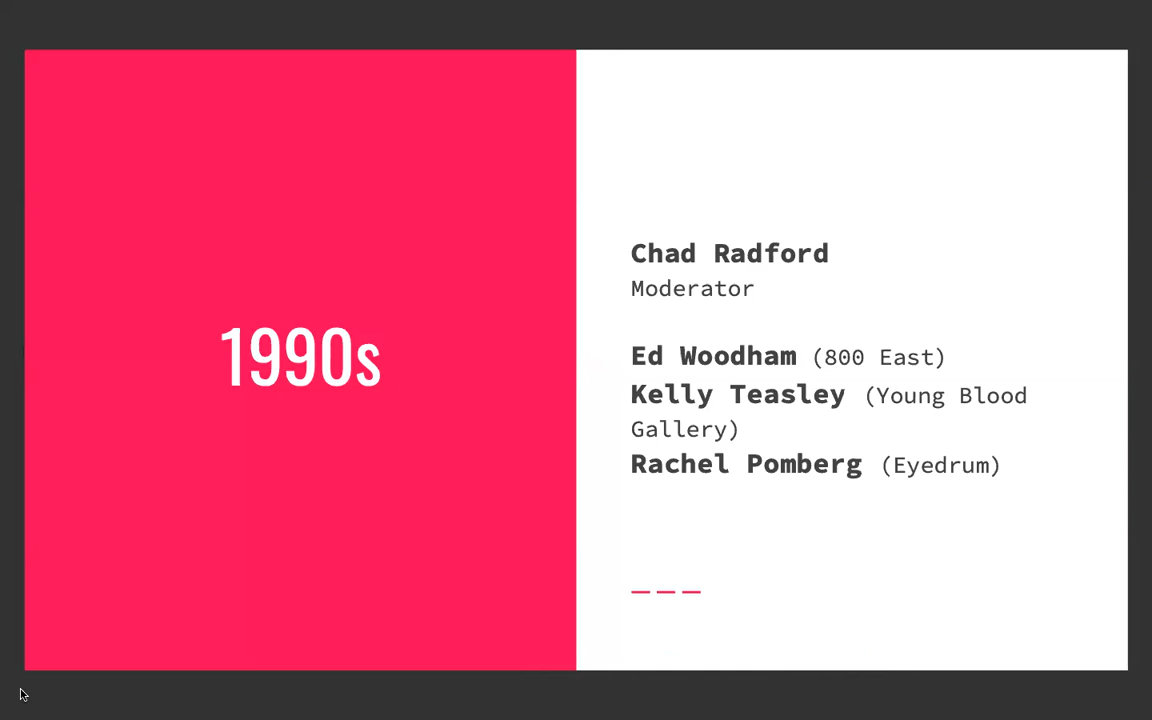 1990s
Chad Radford
Moderator
Ed Woodham (800 East)
Kelly Teasley (Young Blood
Gallery)
Rachel Pomberg (Eyedrum)